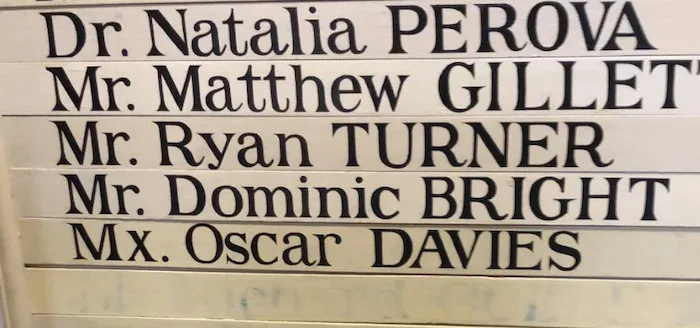 Dr. Natalia PEROVA
Mr. Matthew GILLET
Mr. Ryan TURNER
Mr. Dominic BRIGHT
Mx. Oscar DAVIES